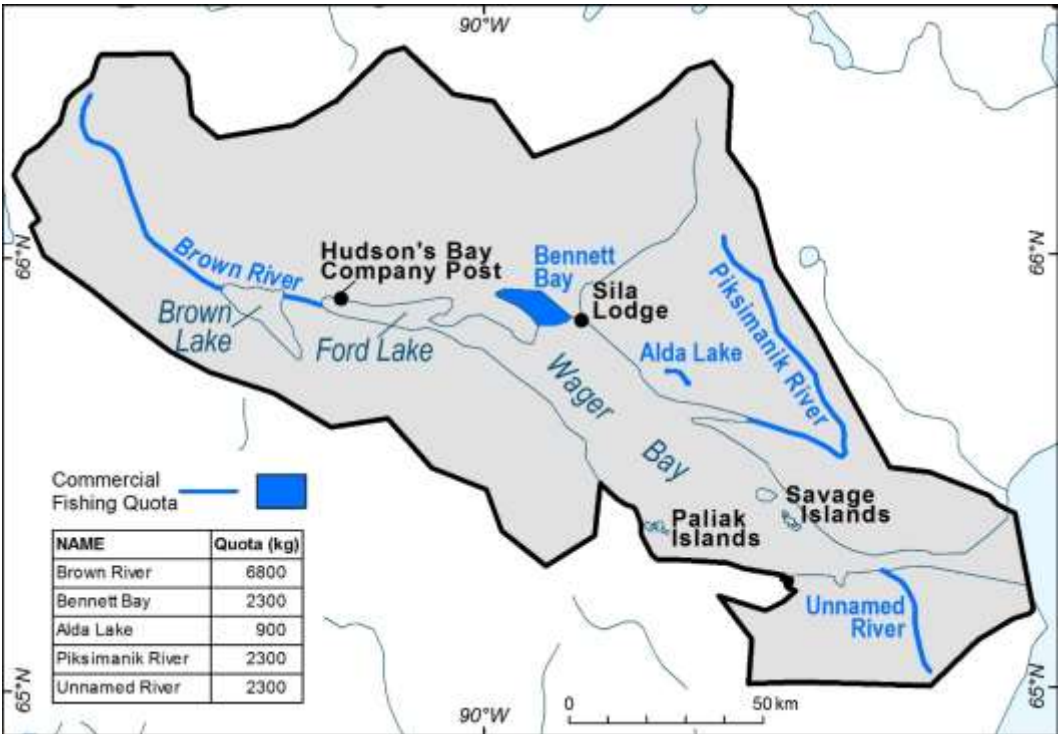 90°W
66°N
66°N
Brown River
Hudson's Bay
Company Post
Bennett
Bay
Sila
Lodge
Piksimanik River
Brown
Lake
Ford Lake
Alda Lake
Wager
Bay
Savage
Islands
Paliak
Islands
Unnamed
River
Commercial
Fishing Quota
NAME Quota (kg)
Brown River 6800
Bennett Bay 2300
Alda Lake 900
Piksimanik River 2300
Unnamed River 2300
65°N
65°N
90°W
0 50 km